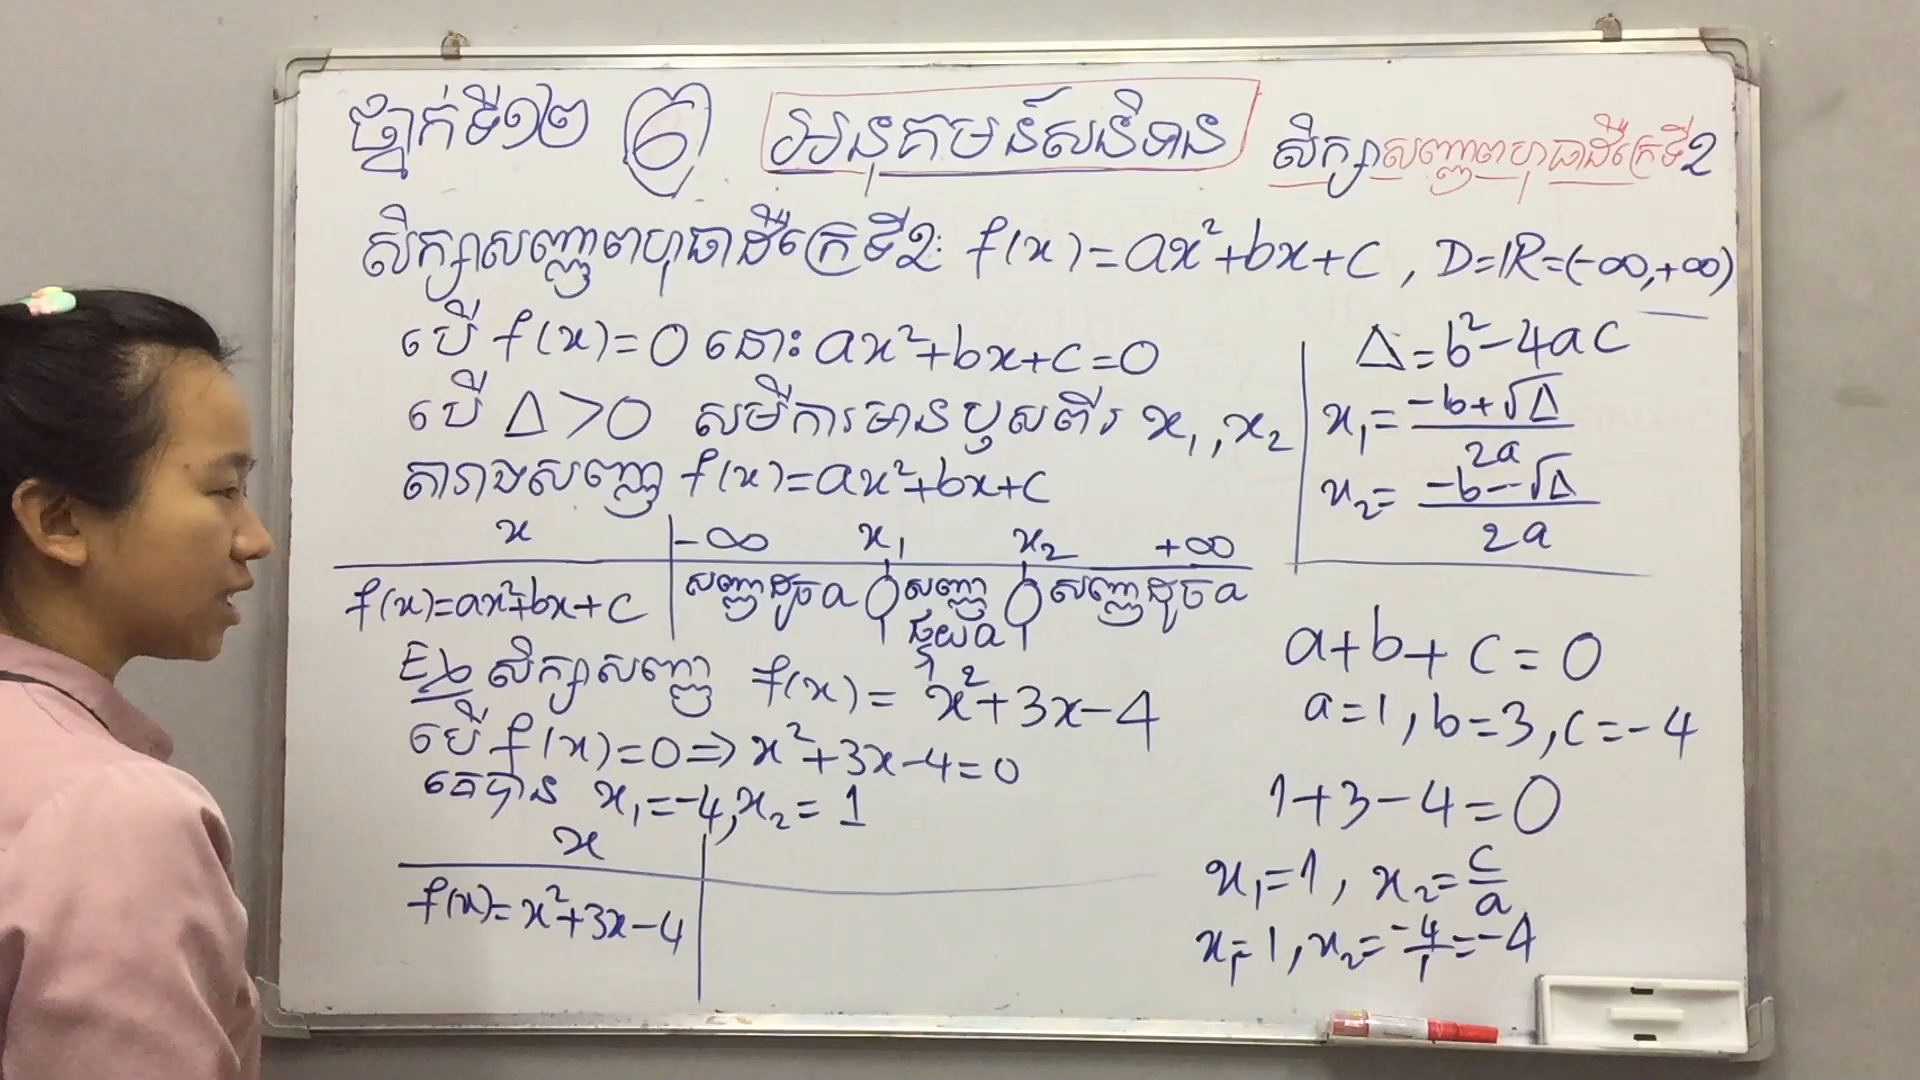 ថ្នាក់ទី១២ ៦ អនុគមន៍សនិទាន សិក្សាសញ្ញាពហុធាដឺក្រេទី2
សិក្សាសញ្ញាពហុធាដឺក្រេទី2: f(x)=ax²+bx+c , D=IR=(-∞,+∞)
បើ f(x)=0 នោះ ax²+bx+c=0
បើ Δ>0 សមីការមានឫសពីរ x₁,x₂
តារាងសញ្ញា f(x)=ax²+bx+c
x -∞ x₁ x₂ +∞
f(x)=ax²+bx+c សញ្ញាដូច a 0 សញ្ញាផ្ទុយ a 0 សញ្ញាដូច a
Ex សិក្សាសញ្ញា f(x)= x²+3x-4
បើ f(x)=0 => x²+3x-4=0
គេបាន x₁=-4, x₂=1
x
f(x)=x²+3x-4
Δ=b²-4ac
x₁=(-b+√Δ)/2a
x₂=(-b-√Δ)/2a
a+b+c=0
a=1,b=3,c=-4
1+3-4=0
x₁=1, x₂=c/a
x₁=1, x₂=-4/1=-4